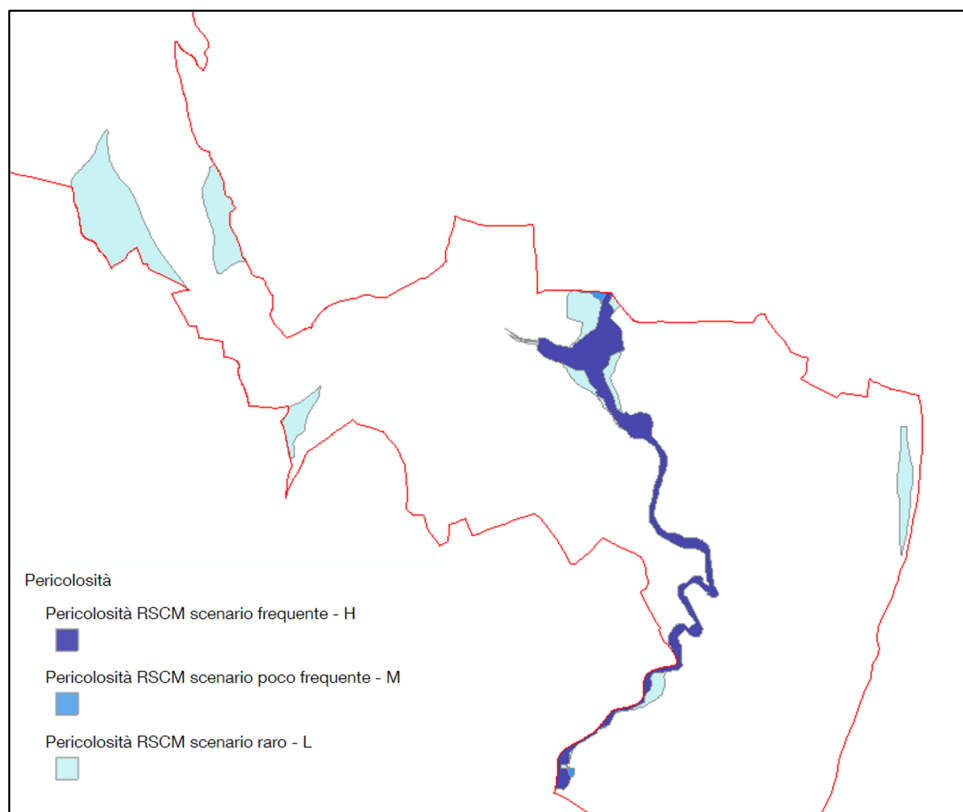 Pericolosità
Pericolosità RSCM scenario frequente - H
Pericolosità RSCM scenario poco frequente - M
Pericolosità RSCM scenario raro - L